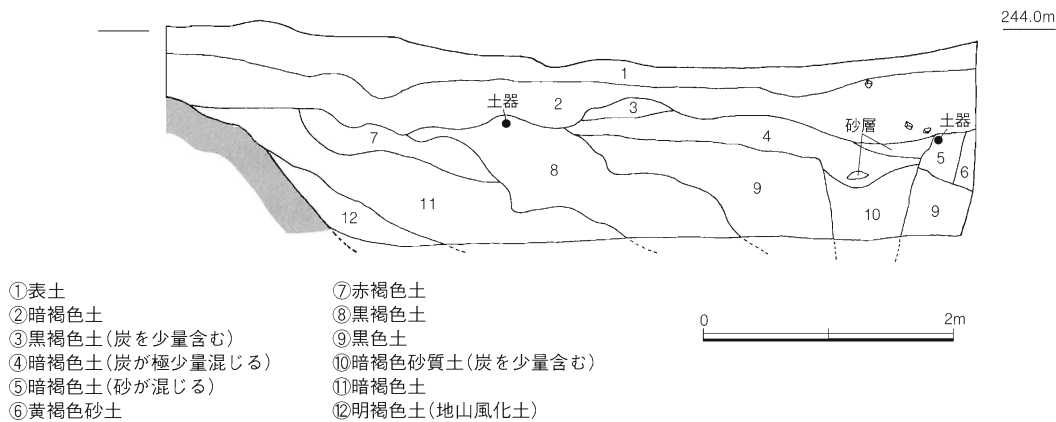 244.0m
1
2
土器
3
4
砂層
土器
5
6
7
8
9
9
10
11
12
①表土
②暗褐色土
③黒褐色土(炭を少量含む)
④暗褐色土(炭が極少量混じる)
⑤暗褐色土(砂が混じる)
⑥黄褐色砂土
⑦赤褐色土
⑧黒褐色土
⑨黒色土
⑩暗褐色砂質土(炭を少量含む)
⑪暗褐色土
⑫明褐色土(地山風化土)
0 2m